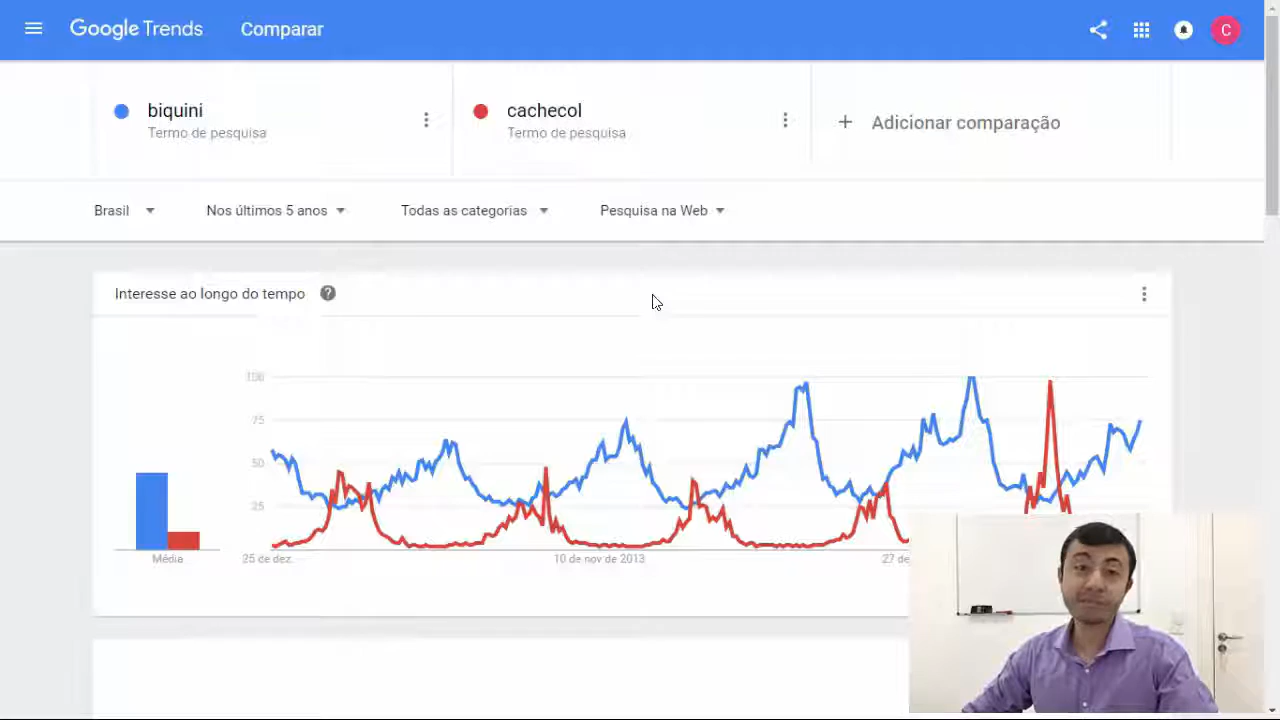 Google Trends Comparar C
biquini
Termo de pesquisa
cachecol
Termo de pesquisa
+ Adicionar comparação
Brasil Nos últimos 5 anos Todas as categorias Pesquisa na Web
Interesse ao longo do tempo ?
100
75
50
25
Média
25 de dez. 10 de nov de 2013 27 de